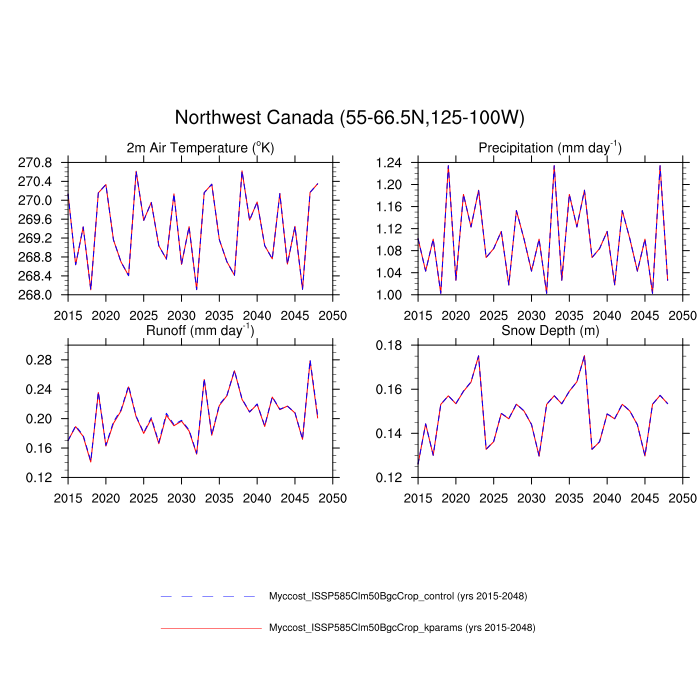 Northwest Canada (55-66.5N,125-100W)
2m Air Temperature (°K)
270.8
270.4
270.0
269.6
269.2
268.8
268.4
268.0
2015 2020 2025 2030 2035 2040 2045 2050
Precipitation (mm day⁻¹)
1.24
1.20
1.16
1.12
1.08
1.04
1.00
2015 2020 2025 2030 2035 2040 2045 2050
Runoff (mm day⁻¹)
0.28
0.24
0.20
0.16
0.12
2015 2020 2025 2030 2035 2040 2045 2050
Snow Depth (m)
0.18
0.16
0.14
0.12
2015 2020 2025 2030 2035 2040 2045 2050
Myccost_ISSP585Clm50BgcCrop_control (yrs 2015-2048)
Myccost_ISSP585Clm50BgcCrop_kparams (yrs 2015-2048)